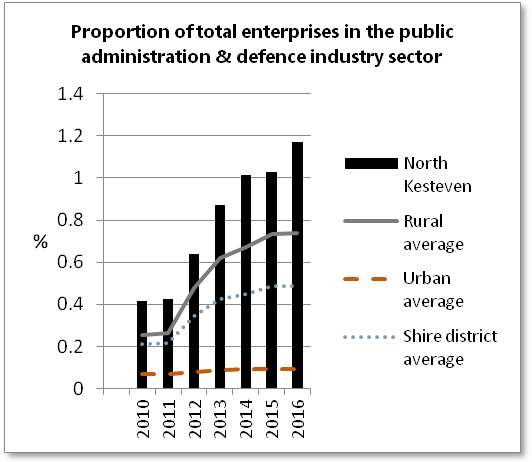 Proportion of total enterprises in the public
administration & defence industry sector
1.4
1.2
1
0.8
0.6
0.4
0.2
0
%
2010
2011
2012
2013
2014
2015
2016
North
Kesteven
Rural
average
Urban
average
Shire district
average